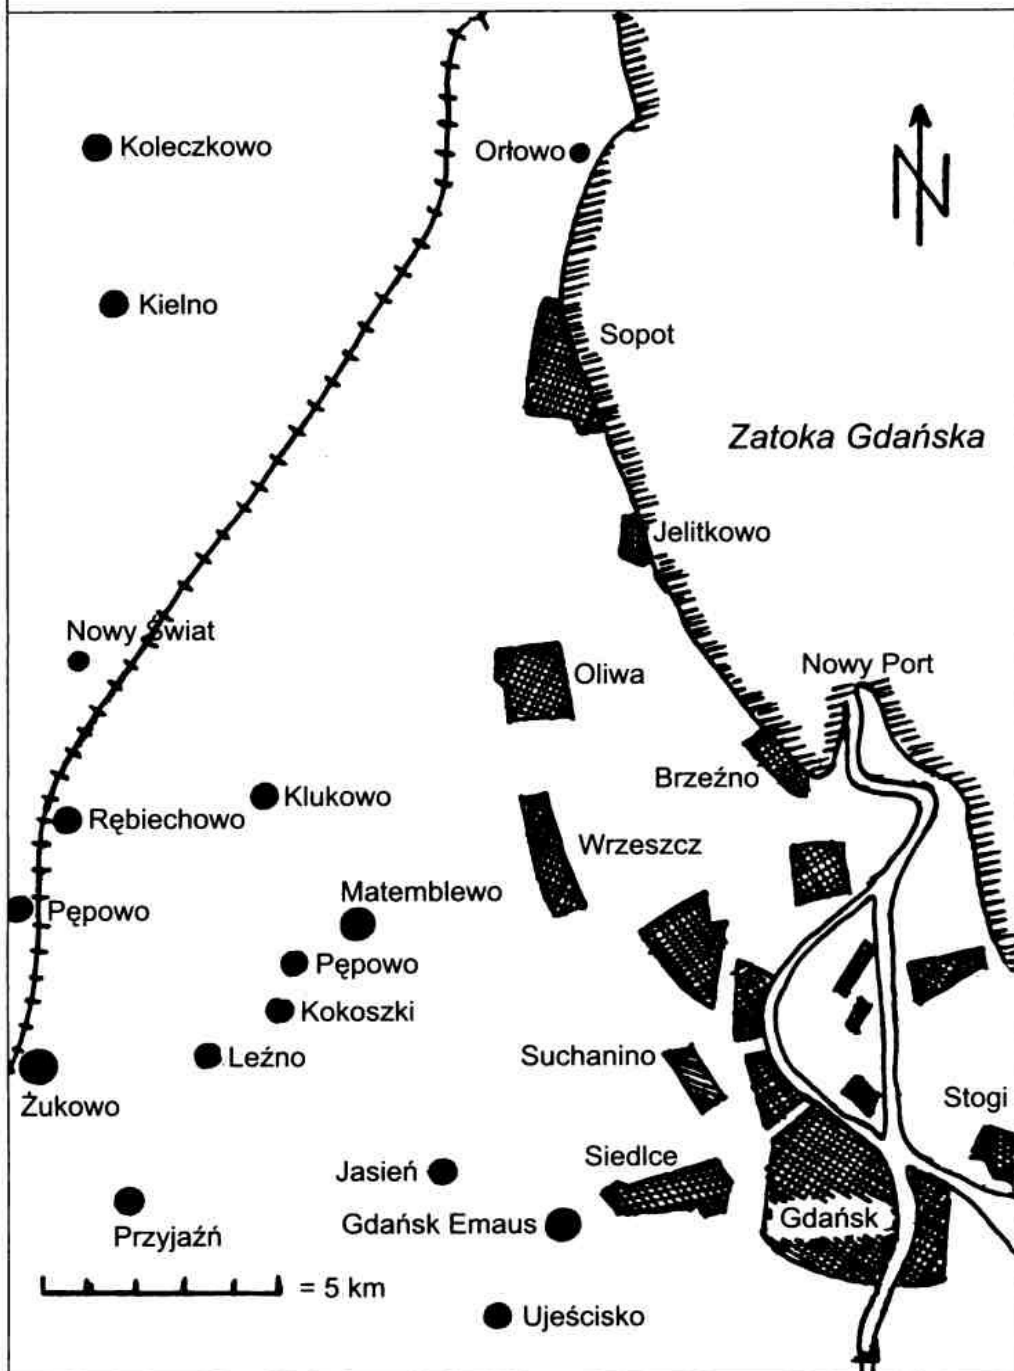 Koleczkowo
Orłowo
Kielno
Sopot
Zatoka Gdańska
Jelitkowo
Nowy Świat
Oliwa
Nowy Port
Brzeźno
Klukowo
Rębiechowo
Wrzeszcz
Matemblewo
Pępowo
Pępowo
Kokoszki
Leźno
Suchanino
Żukowo
Stogi
Siedlce
Jasień
Gdańsk Emaus
Gdańsk
Przyjaźń
= 5 km
Ujeścisko
N